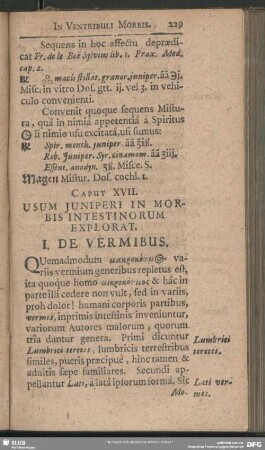 IN VENTRICULI MORBIS. 229
Sequens in hoc affectu deprædi-
cat Fr. de le Boë Sylvius lib. 1. Prax. Med.
cap. 2.
macis stillat. granor. juniper. āā
Misc. in vitro Dos. gtt. ij. vel 3. in vehi-
culo convenienti.
Convenit quoque sequens Mistu-
ra, quâ in nimia appetentiâ â Spiritus
li nimio usu excitatâ, usi sumus:
Spir. menth. juniper. āā
Rob. Juniper. Syr. cinamom. āā ʒiij.
Essent. anodyn. Misce. S.
Magen Mistur. Dos. cochl. 1.
CAPUT XVII.
USUM JUNIPERI IN MOR-
BIS INTESTINORUM
EXPLORAT.
I. DE VERMIBUS.
QUemadmodum va-
riis vermium generibus repletus est,
ita quoque homo μικροκόσμος & hâc in
parte illi cedere non vult, sed in variis,
proh dolor! humani corporis partibus,
vermes, inprimis intestinis inveniuntur,
variorum Autores malorum, quorum
tria dantur genera. Primi dicuntur Lumbrici
Lumbrici teretes, lumbricis terrestribus teretes.
similes, pueris præcipuè, hinc tamen &
adultis sæpe familiares. Secundi ap-
pellantur Lati, â latâ ipsorum formâ. Sic Lati ver-
Mo- mes.
SLUB
DFG